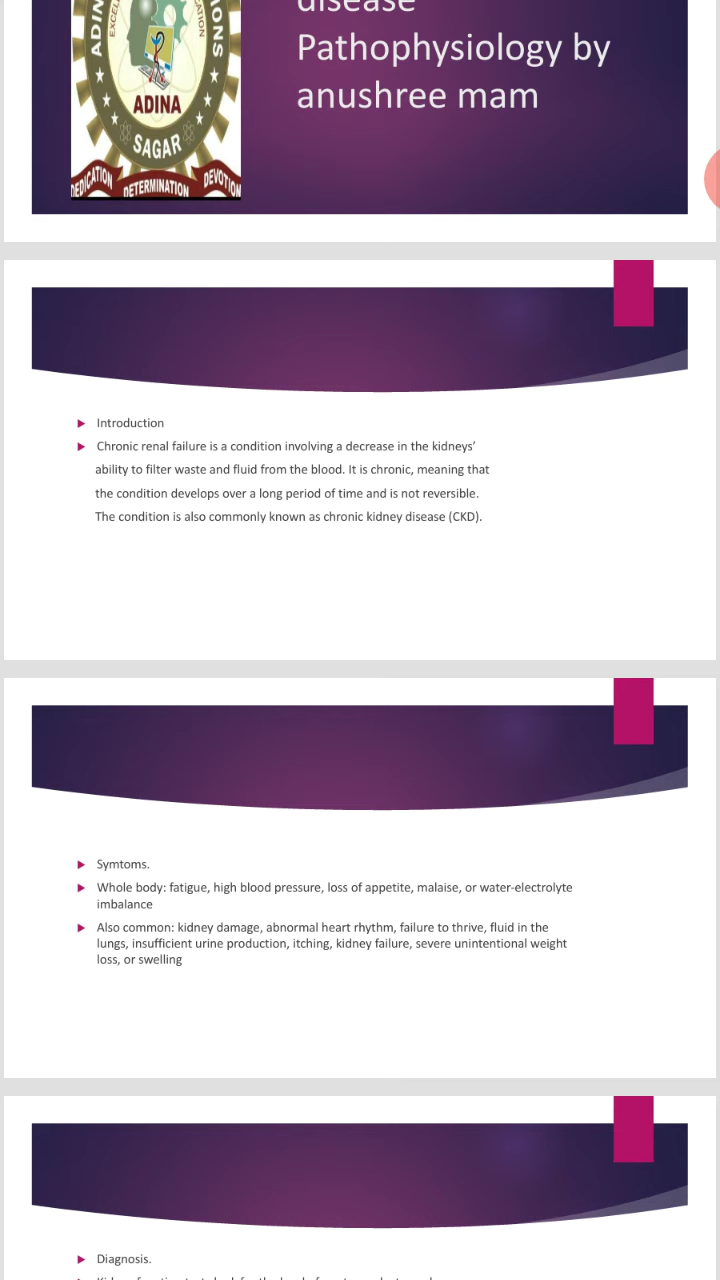 disease
Pathophysiology by
anushree mam
ADINA
SAGAR
DEDICATION
DETERMINATION
DEVOTION
Introduction
Chronic renal failure is a condition involving a decrease in the kidneys’
ability to filter waste and fluid from the blood. It is chronic, meaning that
the condition develops over a long period of time and is not reversible.
The condition is also commonly known as chronic kidney disease (CKD).
Symtoms.
Whole body: fatigue, high blood pressure, loss of appetite, malaise, or water-electrolyte
imbalance
Also common: kidney damage, abnormal heart rhythm, failure to thrive, fluid in the
lungs, insufficient urine production, itching, kidney failure, severe unintentional weight
loss, or swelling
Diagnosis.